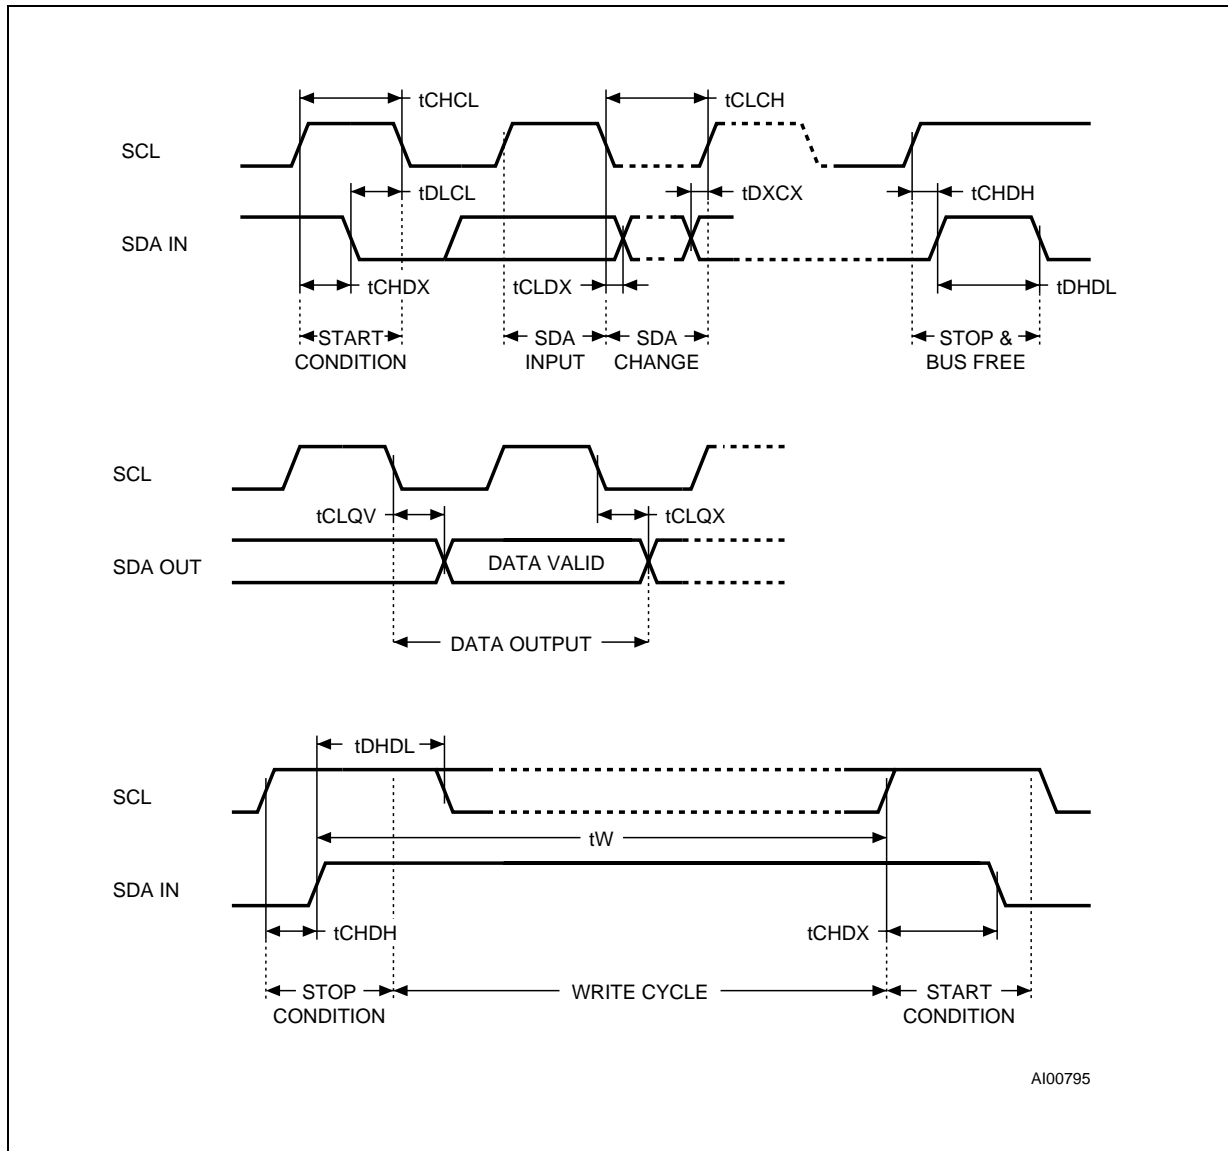 tCHCL
tCLCH
SCL
tDLCL
tDXCX
tCHDH
SDA IN
tCHDX
tCLDX
tDHDL
START
CONDITION
SDA
INPUT
SDA
CHANGE
STOP &
BUS FREE
SCL
tCLQV
tCLQX
SDA OUT
DATA VALID
DATA OUTPUT
tDHDL
SCL
tW
SDA IN
tCHDH
tCHDX
STOP
CONDITION
WRITE CYCLE
START
CONDITION
AI00795